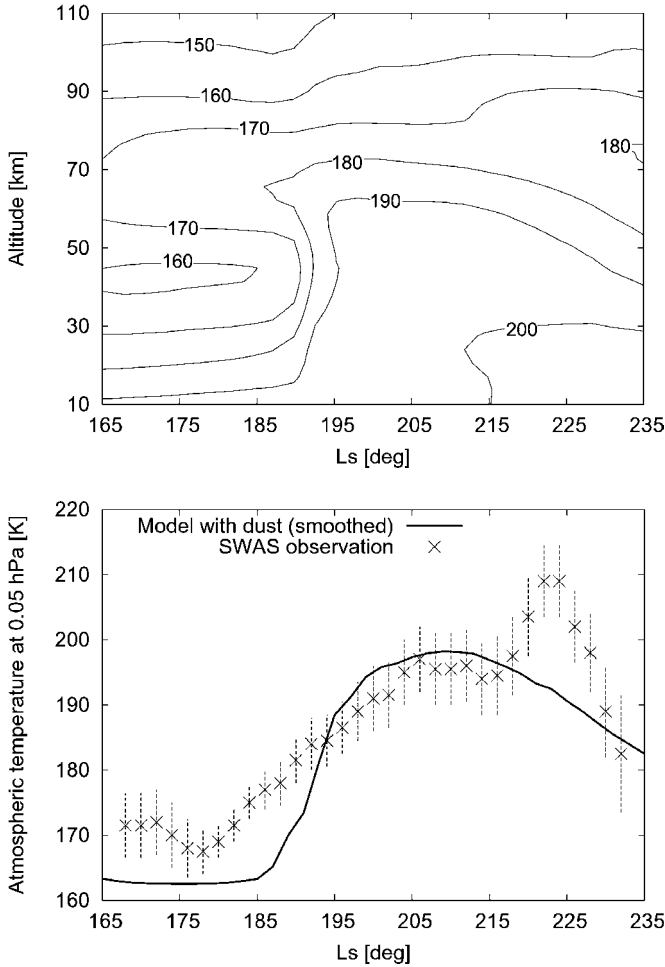 110
150
160
90
170
180
180
70
190
170
50
160
30
200
10
165 175 185 195 205 215 225 235
Ls [deg]
Altitude [km]
220
Model with dust (smoothed)
SWAS observation
210
200
190
180
170
160
165 175 185 195 205 215 225 235
Ls [deg]
Atmospheric temperature at 0.05 hPa [K]